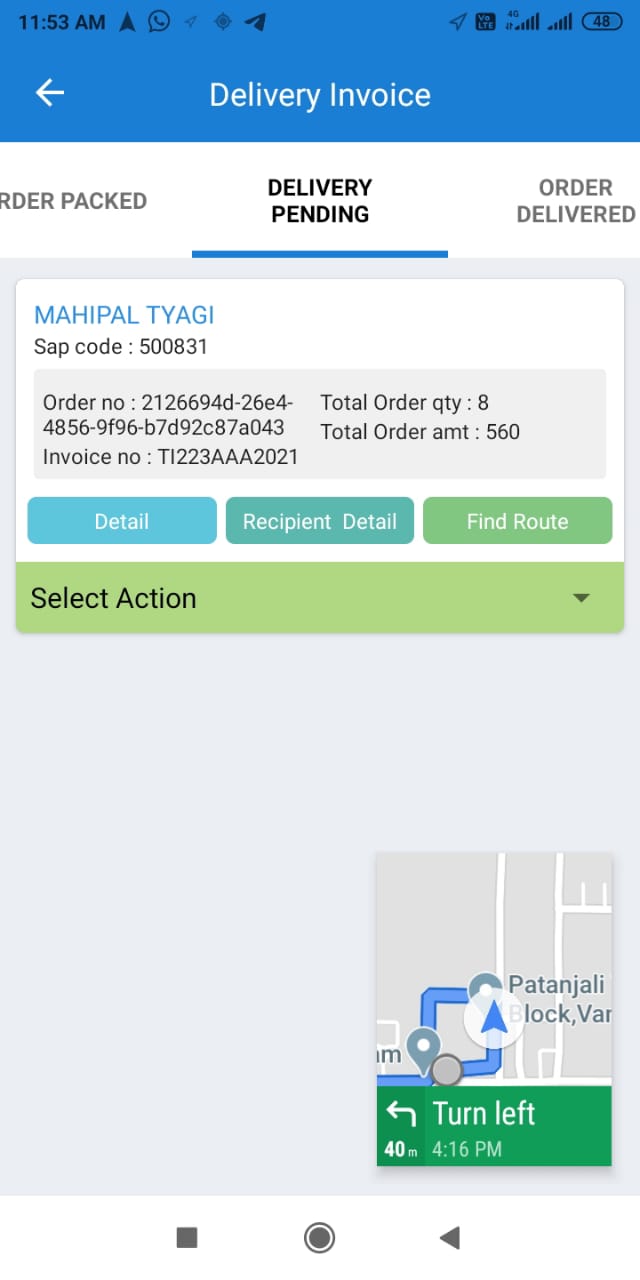 11:53 AM
Vo LTE
4G
48
Delivery Invoice
RDER PACKED
DELIVERY
PENDING
ORDER
DELIVERED
MAHIPAL TYAGI
Sap code : 500831
Order no : 2126694d-26e4-
4856-9f96-b7d92c87a043
Invoice no : TI223AAA2021
Total Order qty : 8
Total Order amt : 560
Detail
Recipient Detail
Find Route
Select Action
Patanjali
Block,Var
am
Turn left
40 m
4:16 PM